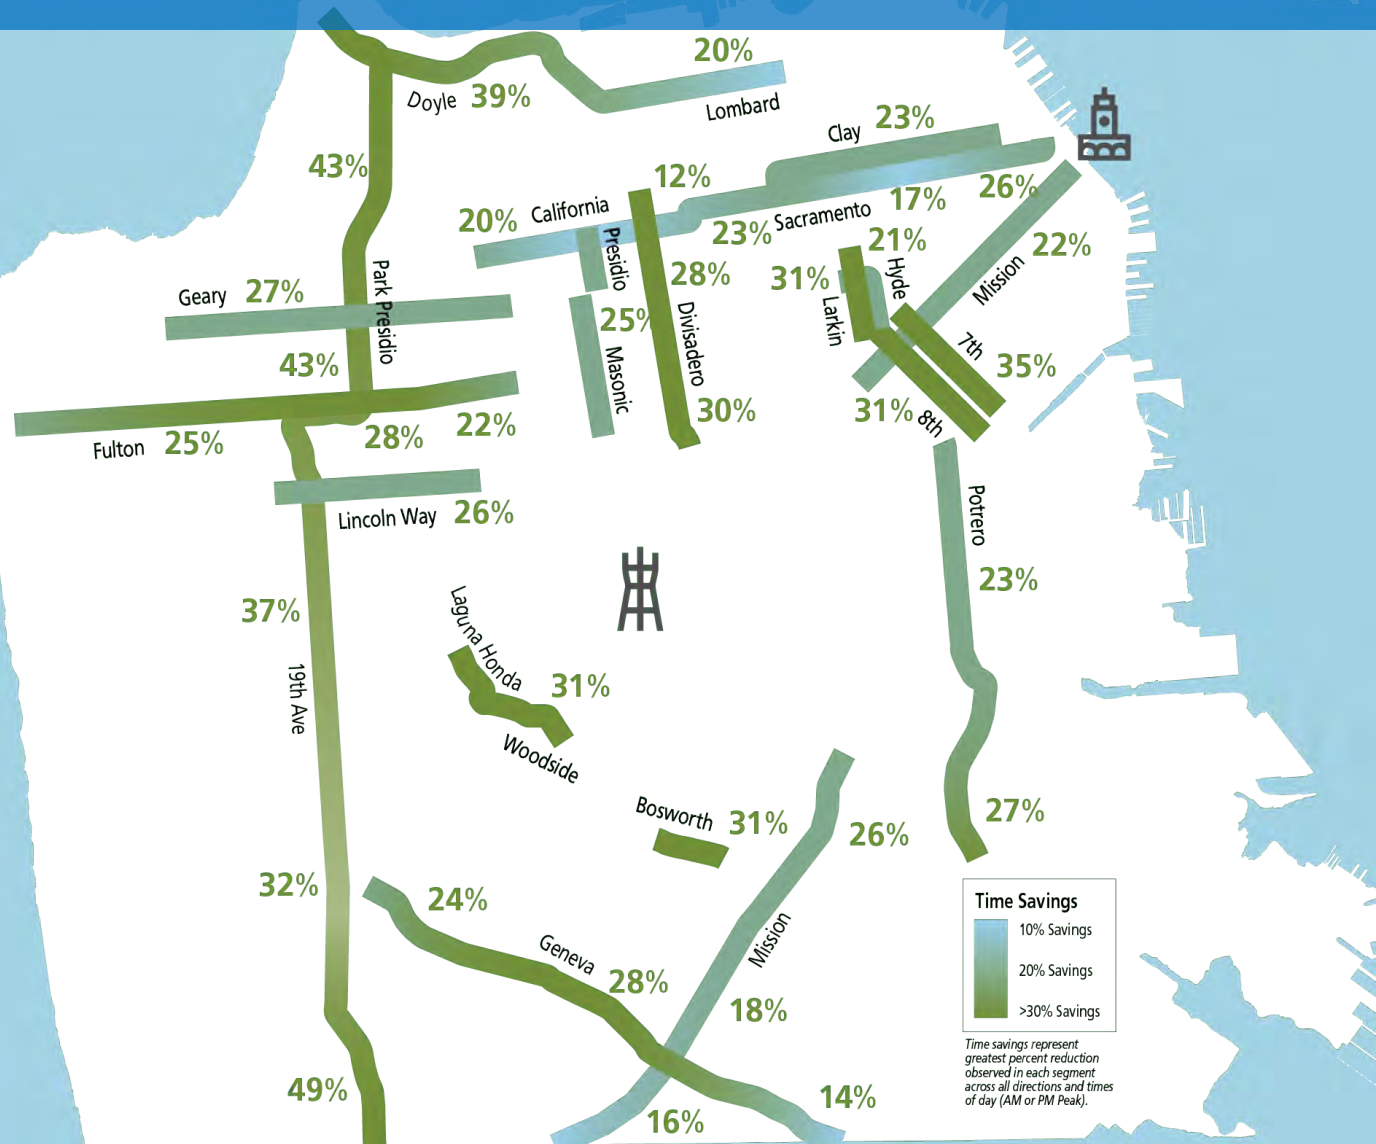 20%
Doyle 39%
Lombard
Clay 23%
43%
12%
26%
17%
20% California
Sacramento
23%
21%
22%
Presidio
28%
31%
Hyde
Mission
Park Presidio
Geary 27%
25%
Divisadero
Larkin
7th
35%
43%
Masonic
30%
31%
8th
22%
28%
Fulton 25%
Lincoln Way 26%
Potrero
23%
37%
Laguna Honda
31%
19th Ave
Woodside
Bosworth 31%
27%
26%
32%
24%
Mission
Geneva
28%
18%
49%
14%
16%
Time Savings
10% Savings
20% Savings
>30% Savings
Time savings represent
greatest percent reduction
observed in each segment
across all directions and times
of day (AM or PM Peak).